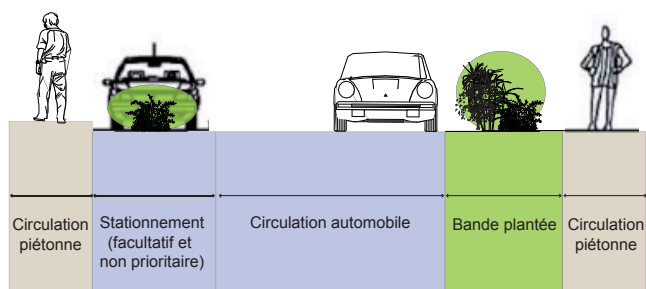 Circulation
piétonne
Stationnement
(facultatif et
non prioritaire)
Circulation automobile
Bande plantée
Circulation
piétonne